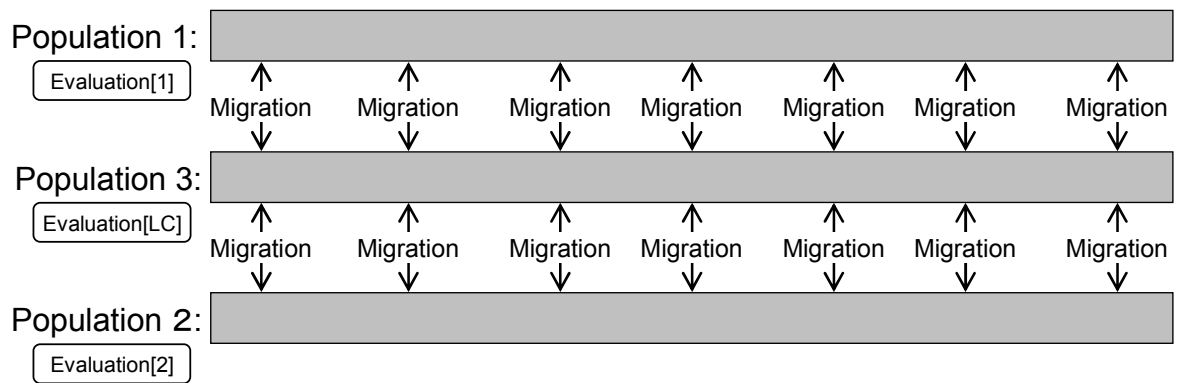 Population 1:
Evaluation[1]
Migration Migration Migration Migration Migration Migration Migration
Population 3:
Evaluation[LC]
Migration Migration Migration Migration Migration Migration Migration
Population 2:
Evaluation[2]